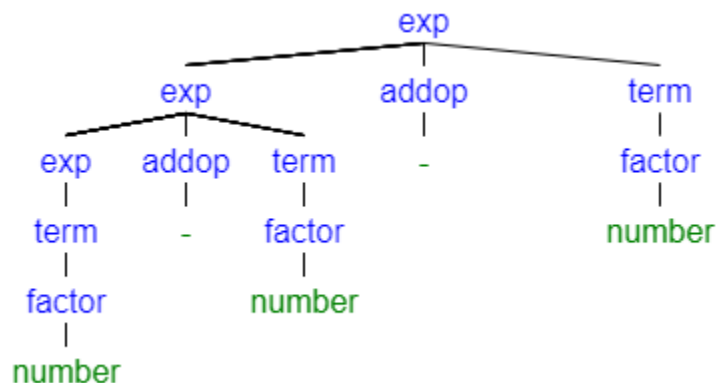 exp
exp addop term
exp addop term - factor
term - factor number
factor number
number